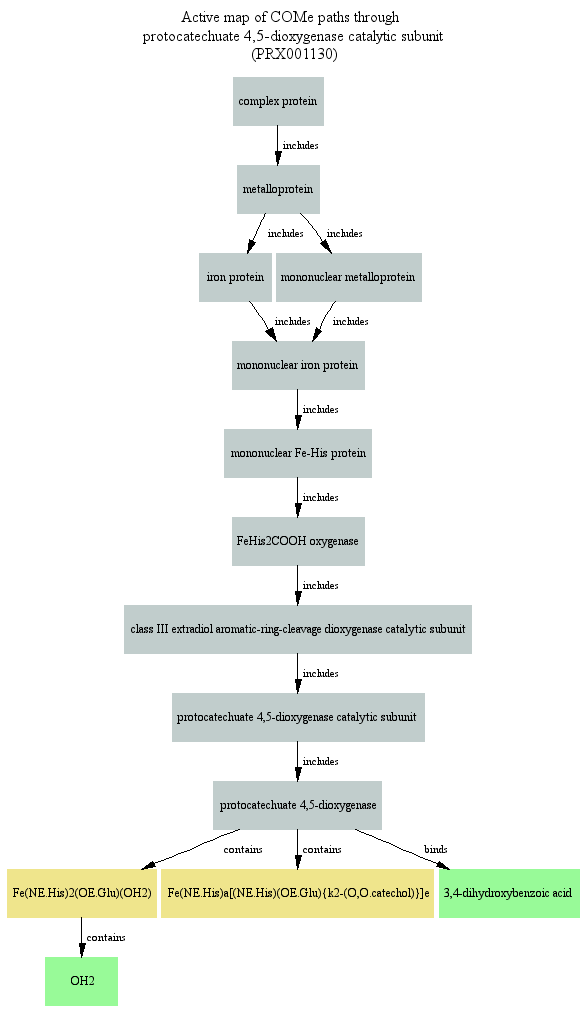 Active map of COMe paths through
protocatechuate 4,5-dioxygenase catalytic subunit
(PRX001130)
complex protein
includes
metalloprotein
includes
includes
iron protein
mononuclear metalloprotein
includes
includes
mononuclear iron protein
includes
mononuclear Fe-His protein
includes
FeHis2COOH oxygenase
includes
class III extradiol aromatic-ring-cleavage dioxygenase catalytic subunit
includes
protocatechuate 4,5-dioxygenase catalytic subunit
includes
protocatechuate 4,5-dioxygenase
contains
contains
binds
Fe(NE.His)2(OE.Glu)(OH2)
Fe(NE.His)a[(NE.His)(OE.Glu){k2-(O,O.catechol)}]e
3,4-dihydroxybenzoic acid
contains
OH2